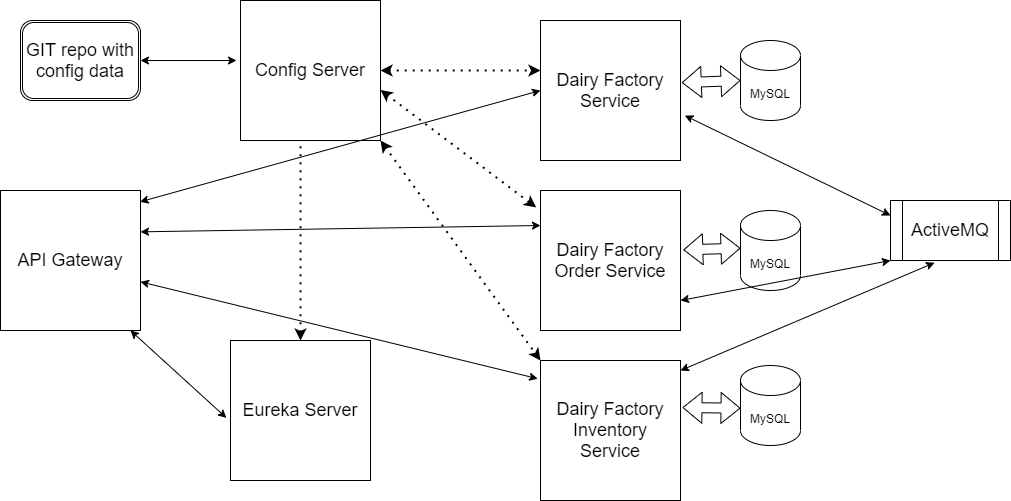 GIT repo with
config data
Config Server
Dairy Factory
Service
MySQL
API Gateway
Dairy Factory
Order Service
MySQL
ActiveMQ
Eureka Server
Dairy Factory
Inventory
Service
MySQL